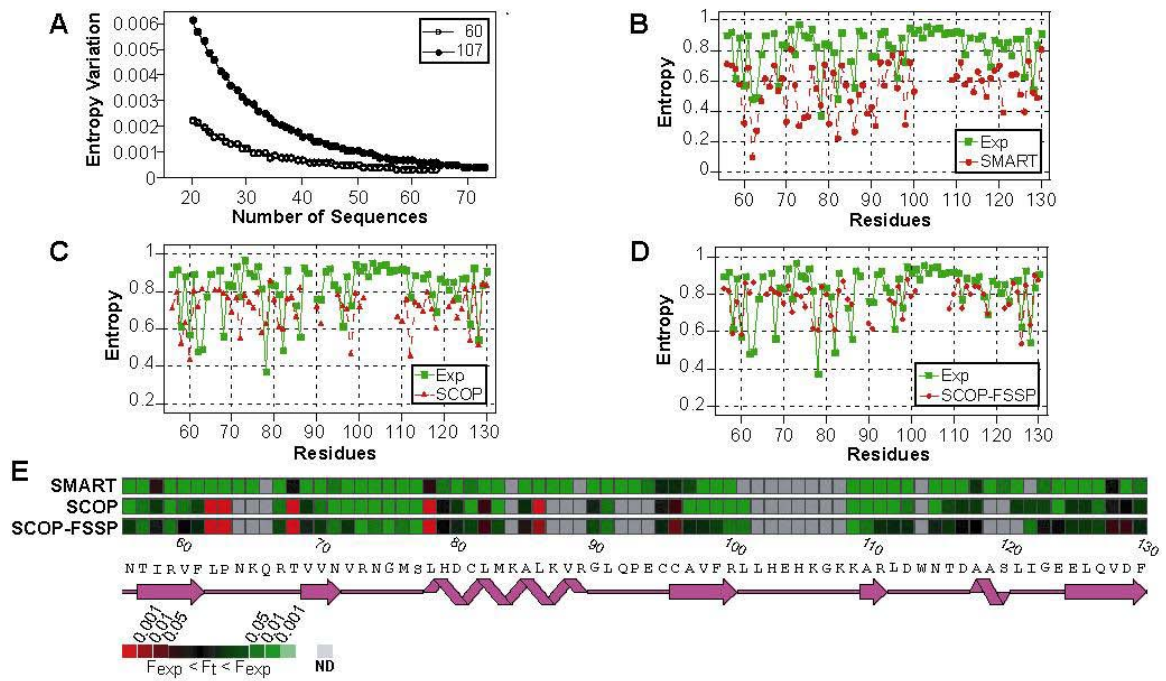 A
Entropy Variation
0.006
0.005
0.004
0.003
0.002
0.001
0
20 30 40 50 60 70
Number of Sequences
60
107
B
Entropy
1
0.8
0.6
0.4
0.2
0
60 70 80 90 100 110 120 130
Residues
Exp
SMART
C
Entropy
1
0.8
0.6
0.4
0.2
60 70 80 90 100 110 120 130
Residues
Exp
SCOP
D
Entropy
1
0.8
0.6
0.4
0.2
60 70 80 90 100 110 120 130
Residues
Exp
SCOP-FSSP
E
SMART
SCOP
SCOP-FSSP
60 70 80 90 100 110 120 130
NTIRVFLPNKQRTVVNVRNGMSLHDCLMKALKVRGLQPECCAVFRLLHEHKGKKARLDWNTDAASLIGEELQVDF
0.001 0.01 0.05 0.05 0.01 0.001
Fexp < Ft < Fexp
ND